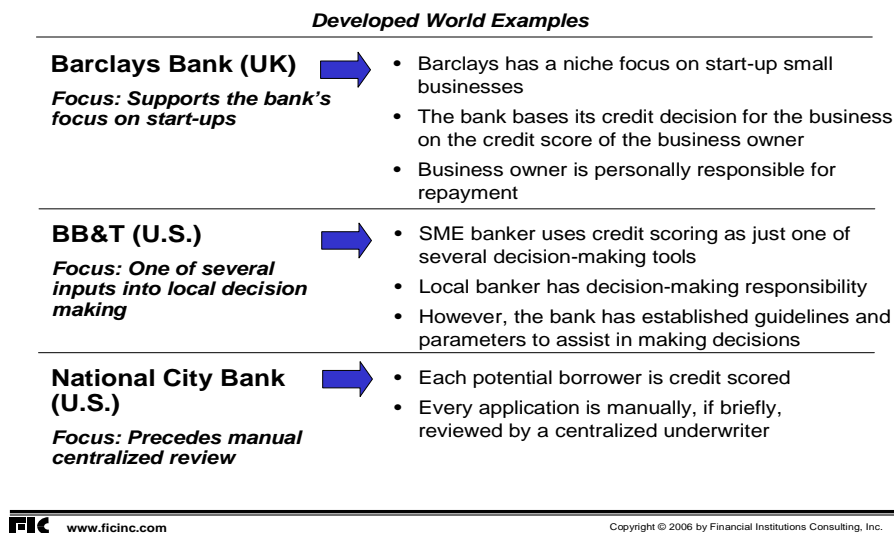 Developed World Examples
Barclays Bank (UK)
Focus: Supports the bank's
focus on start-ups
• Barclays has a niche focus on start-up small
businesses
• The bank bases its credit decision for the business
on the credit score of the business owner
• Business owner is personally responsible for
repayment
BB&T (U.S.)
Focus: One of several
inputs into local decision
making
• SME banker uses credit scoring as just one of
several decision-making tools
• Local banker has decision-making responsibility
• However, the bank has established guidelines and
parameters to assist in making decisions
National City Bank
(U.S.)
Focus: Precedes manual
centralized review
• Each potential borrower is credit scored
• Every application is manually, if briefly,
reviewed by a centralized underwriter
FIC www.ficinc.com
Copyright © 2006 by Financial Institutions Consulting, Inc.